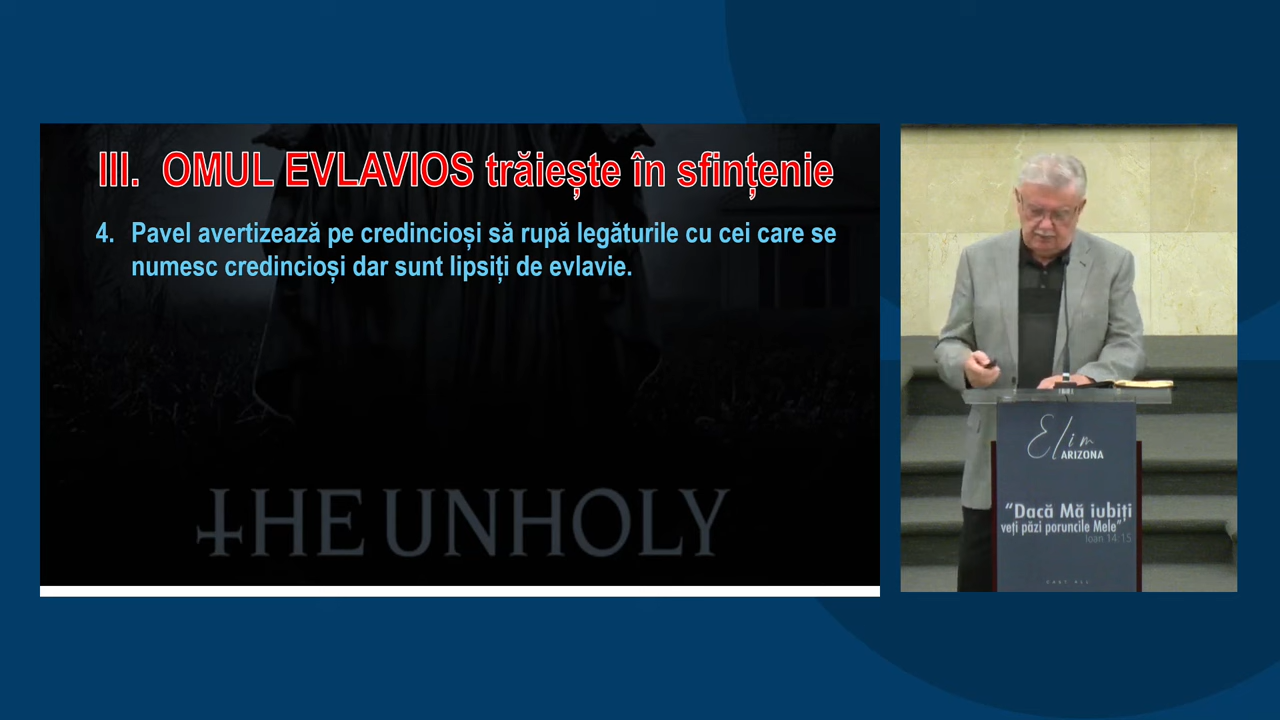 III. OMUL EVLAVIOS trăiește în sfințenie
4. Pavel avertizează pe credincioși să rupă legăturile cu cei care se
numesc credincioși dar sunt lipsiți de evlavie.
THE UNHOLY
Elim
ARIZONA
“Dacă Mă iubiți
veți păzi poruncile Mele”
Ioan 14:15